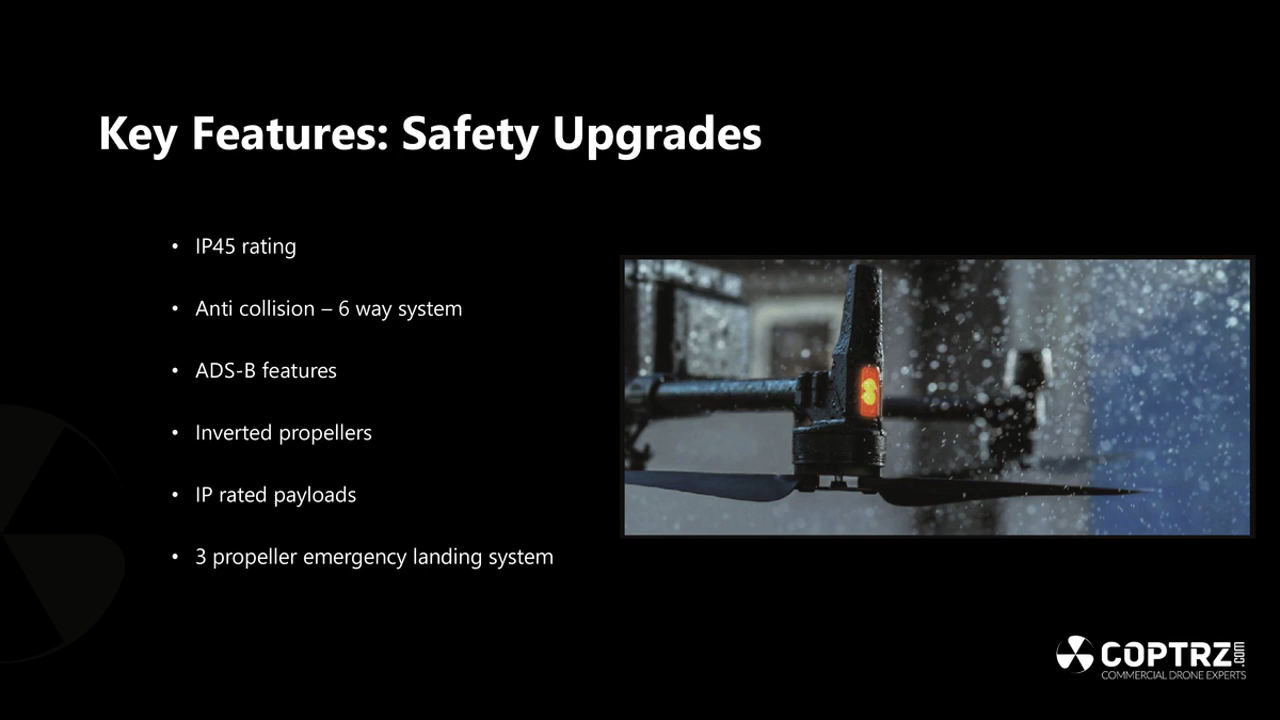 Key Features: Safety Upgrades
• IP45 rating
• Anti collision – 6 way system
• ADS-B features
• Inverted propellers
• IP rated payloads
• 3 propeller emergency landing system
COPTRZ.com
COMMERCIAL DRONE EXPERTS